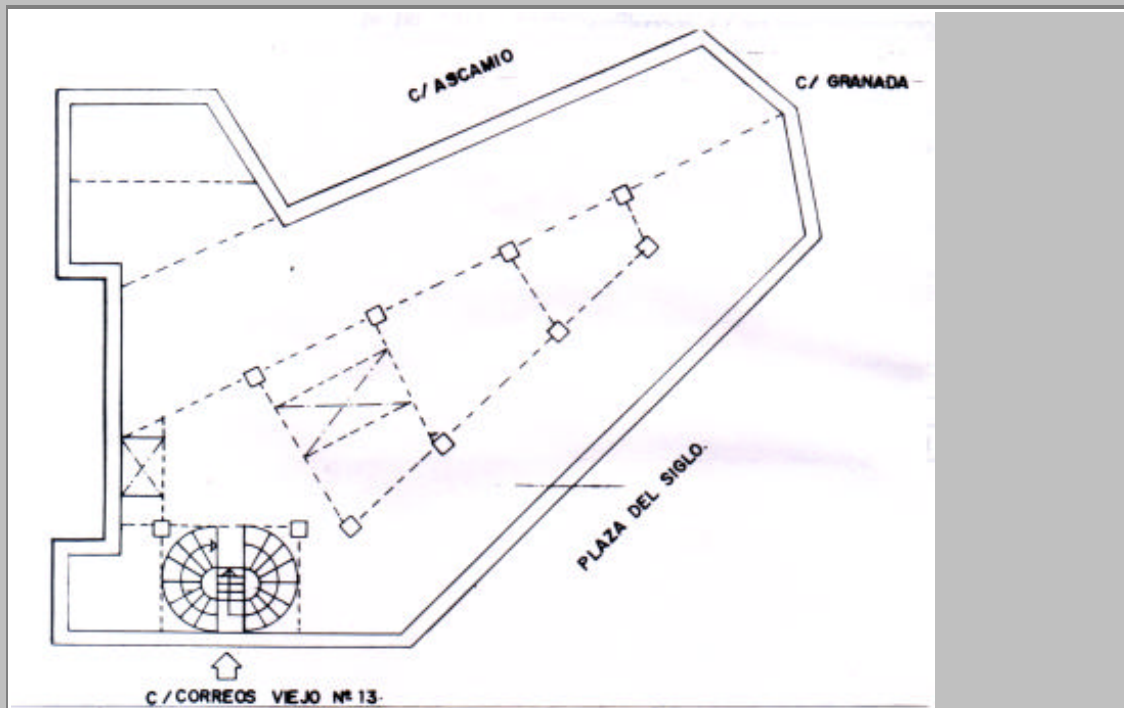 C/ ASCAMIO
C/ GRANADA
PLAZA DEL SIGLO.
C/CORREOS VIEJO Nº 13.